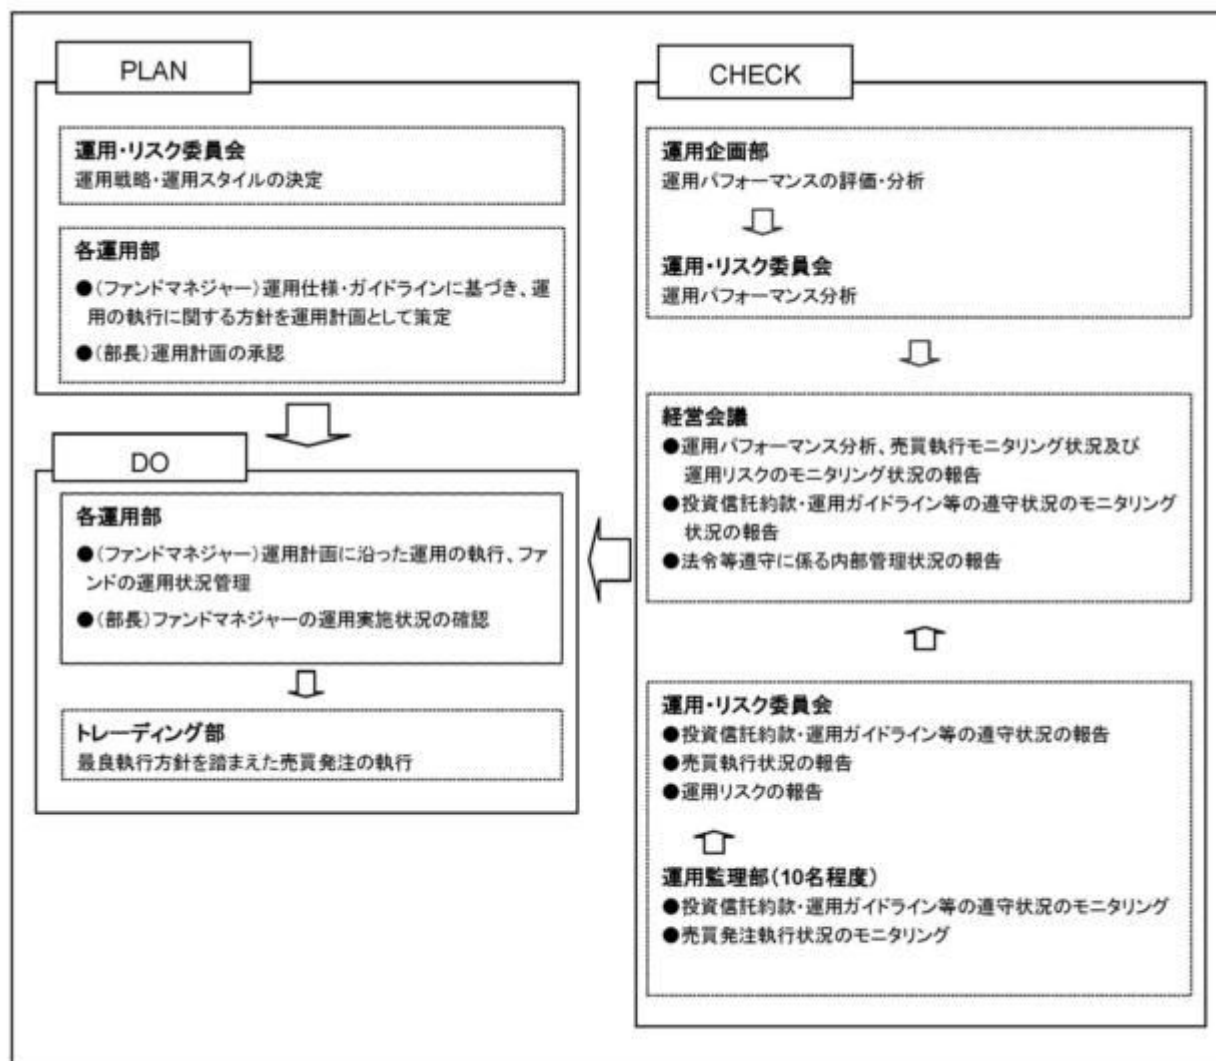 PLAN
運用・リスク委員会
運用戦略・運用スタイルの決定
各運用部
●(ファンドマネジャー)運用仕様・ガイドラインに基づき、運
用の執行に関する方針を運用計画として策定
●(部長)運用計画の承認
DO
各運用部
●(ファンドマネジャー)運用計画に沿った運用の執行、ファ
ンドの運用状況管理
●(部長)ファンドマネジャーの運用実施状況の確認
トレーディング部
最良執行方針を踏まえた売買発注の執行
CHECK
運用企画部
運用パフォーマンスの評価・分析
運用・リスク委員会
運用パフォーマンス分析
経営会議
●運用パフォーマンス分析、売買執行モニタリング状況及び
運用リスクのモニタリング状況の報告
●投資信託約款・運用ガイドライン等の遵守状況のモニタリング
状況の報告
●法令等遵守に係る内部管理状況の報告
運用・リスク委員会
●投資信託約款・運用ガイドライン等の遵守状況の報告
●売買執行状況の報告
●運用リスクの報告
運用監理部(10名程度)
●投資信託約款・運用ガイドライン等の遵守状況のモニタリング
●売買発注執行状況のモニタリング